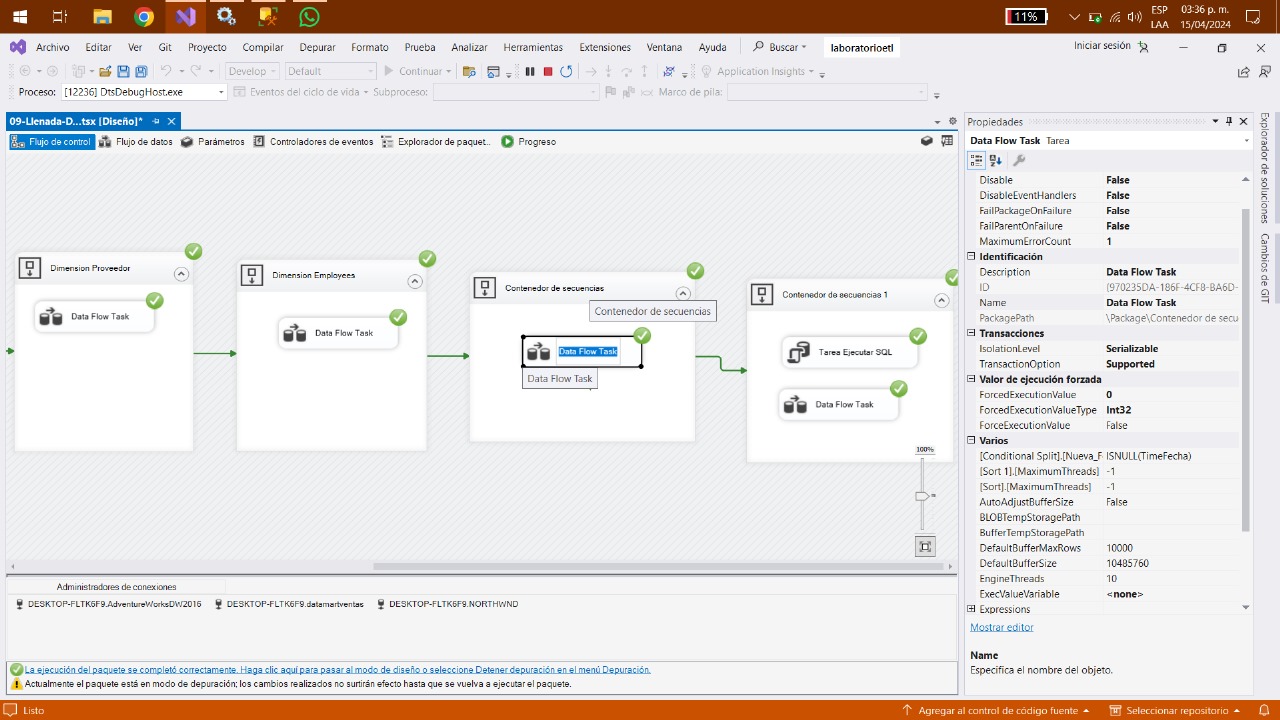 11%
ESP
LAA
03:36 p. m.
15/04/2024
Archivo Editar Ver Git Proyecto Compilar Depurar Formato Prueba Analizar Herramientas Extensiones Ventana Ayuda Buscar laboratorioetl Iniciar sesión
Develop Default Continuar Application Insights
Proceso: [12236] DtsDebugHost.exe Eventos del ciclo de vida Subproceso: Marco de pila:
09-Llenada-D...tsx [Diseño]*
Flujo de control Flujo de datos Parámetros Controladores de eventos Explorador de paquet... Progreso
Dimension Proveedor
Data Flow Task
Dimension Employees
Data Flow Task
Contenedor de secuencias
Contenedor de secuencias
Data Flow Task
Data Flow Task
Contenedor de secuencias 1
Tarea Ejecutar SQL
Data Flow Task
100%
Administradores de conexiones
DESKTOP-FLTK6F9.AdventureWorksDW2016 DESKTOP-FLTK6F9.datamartventas DESKTOP-FLTK6F9.NORTHWND
La ejecución del paquete se completó correctamente. Haga clic aquí para pasar al modo de diseño o seleccione Detener depuración en el menú Depuración.
Actualmente el paquete está en modo de depuración; los cambios realizados no surtirán efecto hasta que se vuelva a ejecutar el paquete.
Propiedades
Data Flow Task Tarea
Disable False
DisableEventHandlers False
FailPackageOnFailure False
FailParentOnFailure False
MaximumErrorCount 1
Identificación
Description Data Flow Task
ID {970235DA-186F-4CF8-BA6D-
Name Data Flow Task
PackagePath \Package\Contenedor de secu
Transacciones
IsolationLevel Serializable
TransactionOption Supported
Valor de ejecución forzada
ForcedExecutionValue 0
ForcedExecutionValueType Int32
ForceExecutionValue False
Varios
[Conditional Split].[Nueva_F ISNULL(TimeFecha)
[Sort 1].[MaximumThreads] -1
[Sort].[MaximumThreads] -1
AutoAdjustBufferSize False
BLOBTempStoragePath
BufferTempStoragePath
DefaultBufferMaxRows 10000
DefaultBufferSize 10485760
EngineThreads 10
ExecValueVariable <none>
Expressions
Mostrar editor
Name
Especifica el nombre del objeto.
Explorador de soluciones
Cambios de GIT
Listo Agregar al control de código fuente Seleccionar repositorio